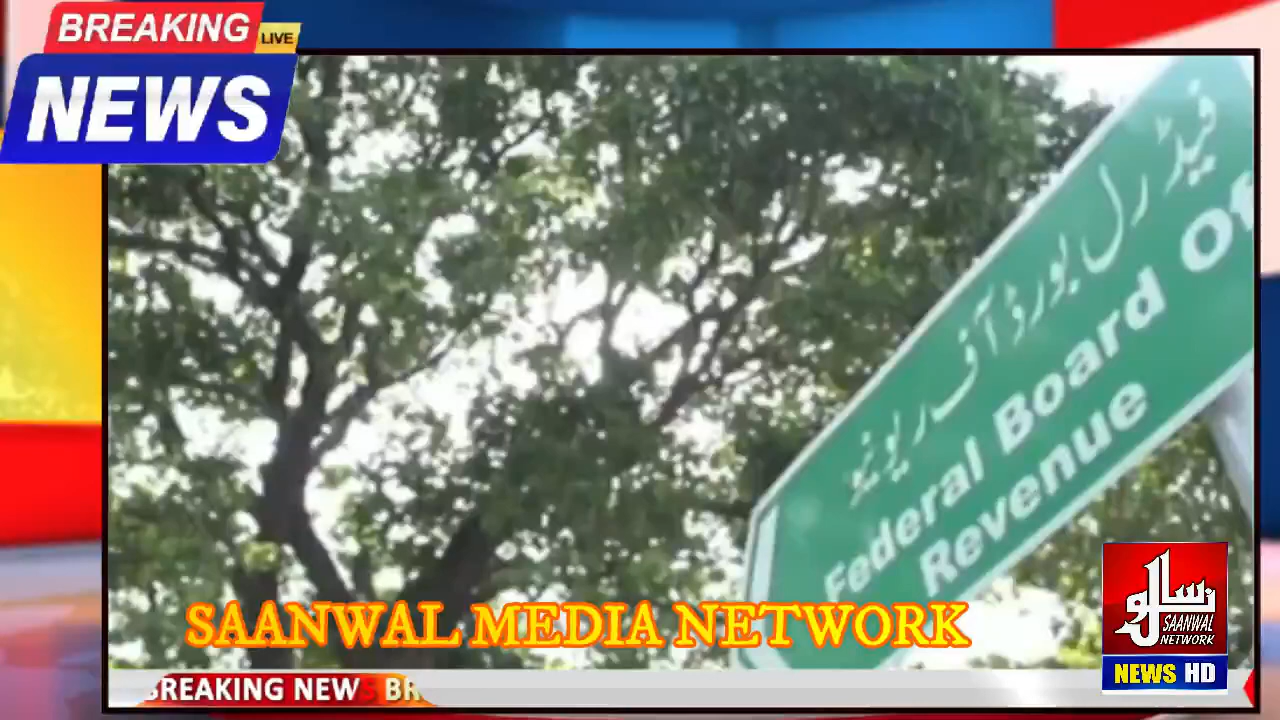 BREAKING
LIVE
NEWS
فیڈرل بورڈ آف ریونیو
Federal Board Of
Revenue
SAANWAL MEDIA NETWORK
BREAKING NEWS BR
SAANWAL
NETWORK
NEWS HD